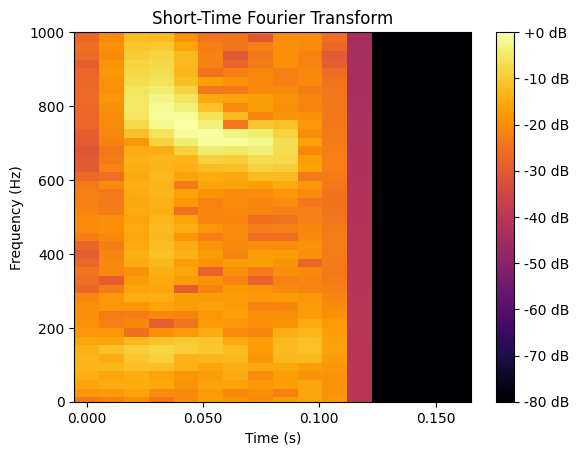 Short-Time Fourier Transform
1000
800
600
400
200
0
Frequency (Hz)
0.000
0.050
0.100
0.150
Time (s)
+0 dB
-10 dB
-20 dB
-30 dB
-40 dB
-50 dB
-60 dB
-70 dB
-80 dB